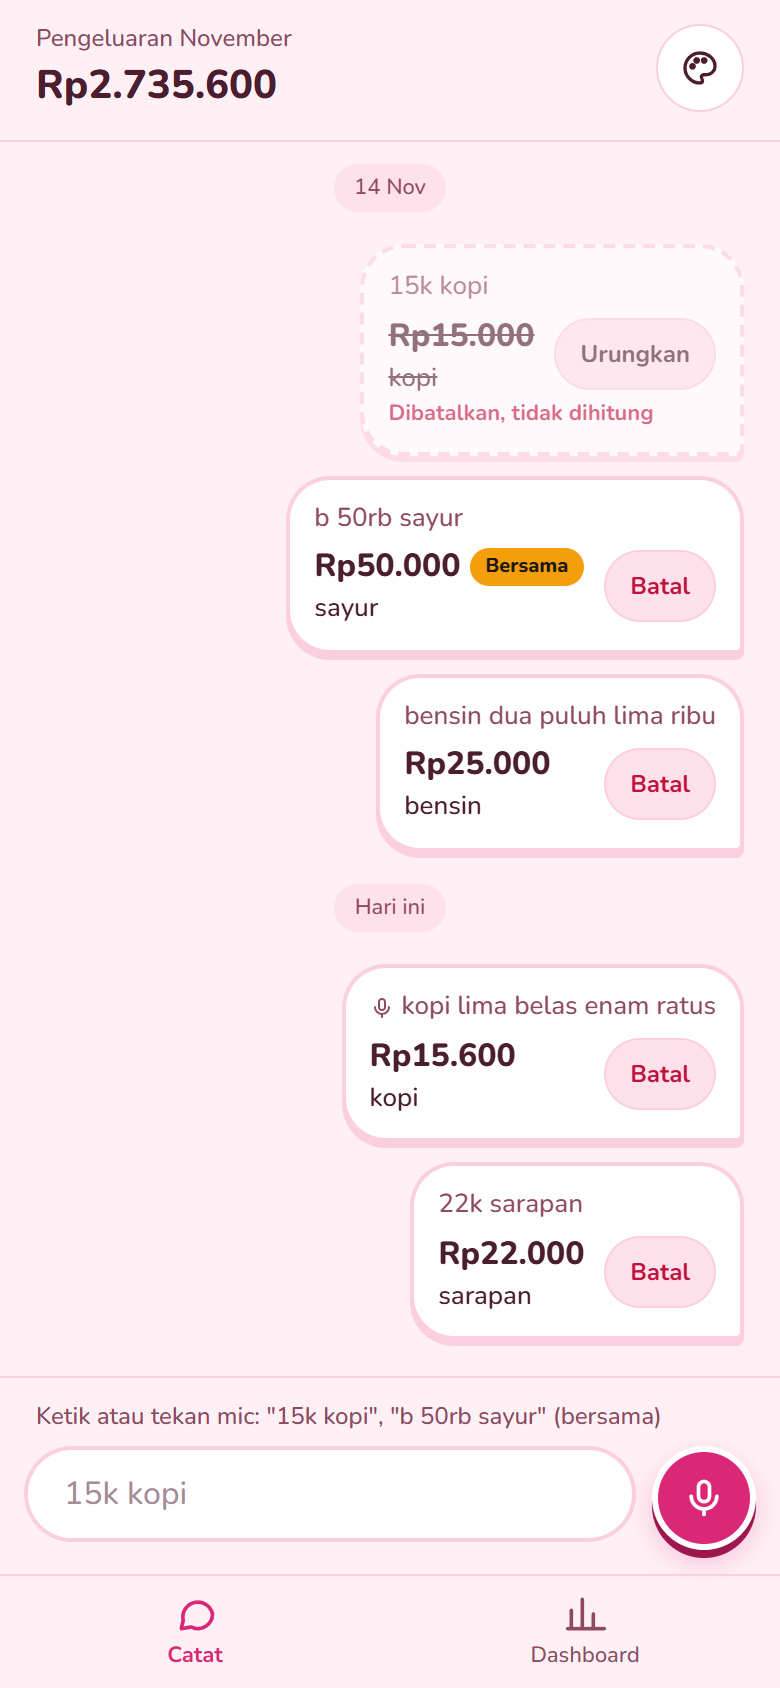 Pengeluaran November
Rp2.735.600
14 Nov
15k kopi
Rp15.000
kopi
Urungkan
Dibatalkan, tidak dihitung
b 50rb sayur
Rp50.000 Bersama
sayur
Batal
bensin dua puluh lima ribu
Rp25.000
bensin
Batal
Hari ini
kopi lima belas enam ratus
Rp15.600
kopi
Batal
22k sarapan
Rp22.000
sarapan
Batal
Ketik atau tekan mic: "15k kopi", "b 50rb sayur" (bersama)
15k kopi
Catat
Dashboard